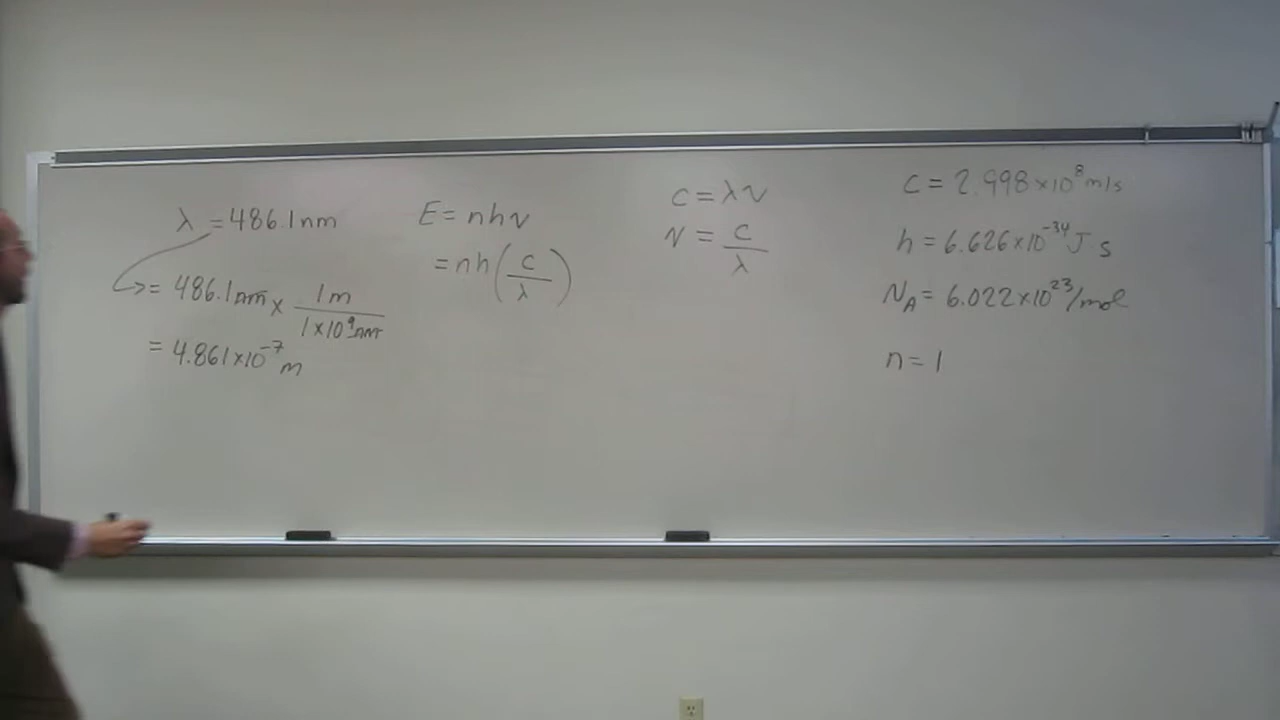 λ = 486.1 nm
= 486.1 nm × 1 m / 1×10⁹ nm
= 4.861×10⁻⁷ m
E = nhν
= nh(c/λ)
c = λν
ν = c/λ
c = 2.998×10⁸ m/s
h = 6.626×10⁻³⁴ J s
N_A = 6.022×10²³/mol
n = 1